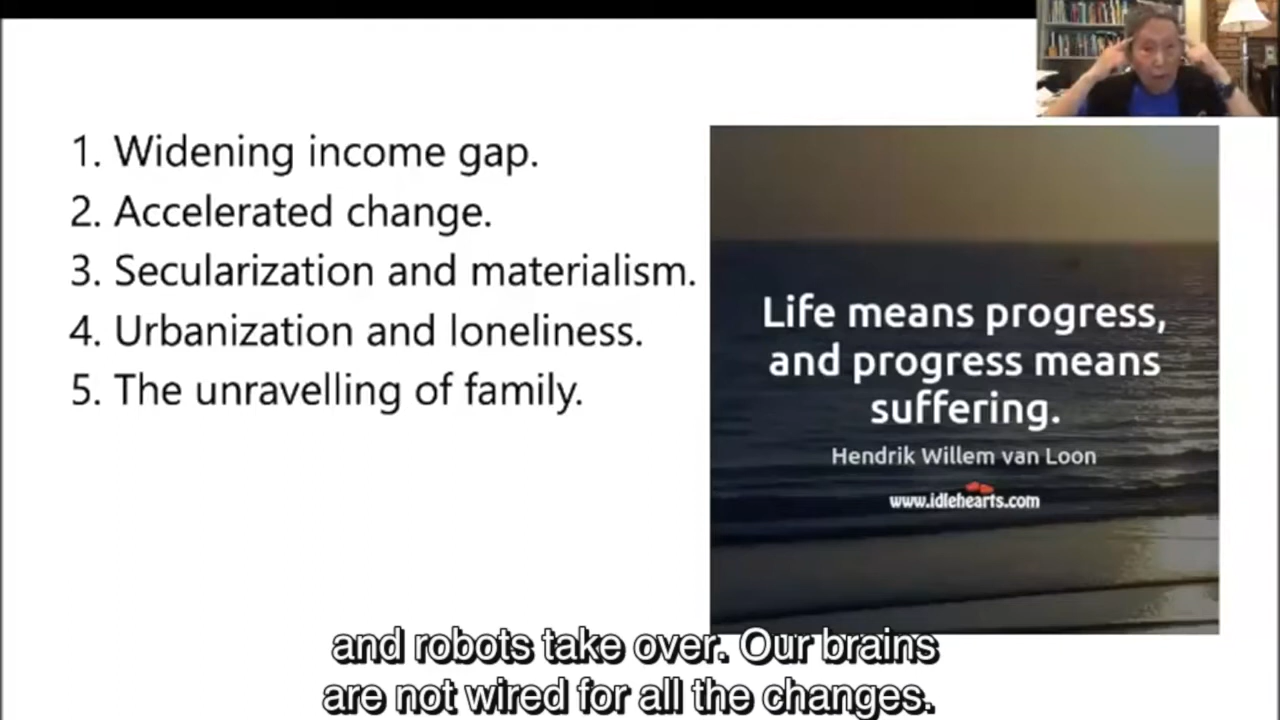 1. Widening income gap.
2. Accelerated change.
3. Secularization and materialism.
4. Urbanization and loneliness.
5. The unravelling of family.
Life means progress,
and progress means
suffering.
Hendrik Willem van Loon
www.idlehearts.com
and robots take over. Our brains
are not wired for all the changes.